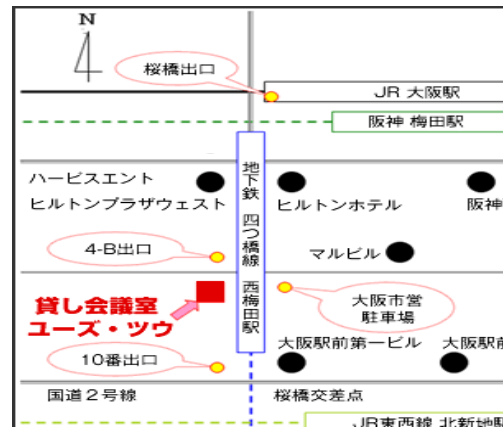 N
桜橋出口
JR 大阪駅
阪神 梅田駅
ハービスエント
ヒルトンプラザウェスト
地下鉄 四つ橋線 西梅田駅
ヒルトンホテル
阪神
4-B出口
マルビル
貸し会議室
ユーズ・ツウ
大阪市営
駐車場
10番出口
大阪駅前第一ビル
大阪駅前
国道２号線
桜橋交差点
JR東西線 北新地駅